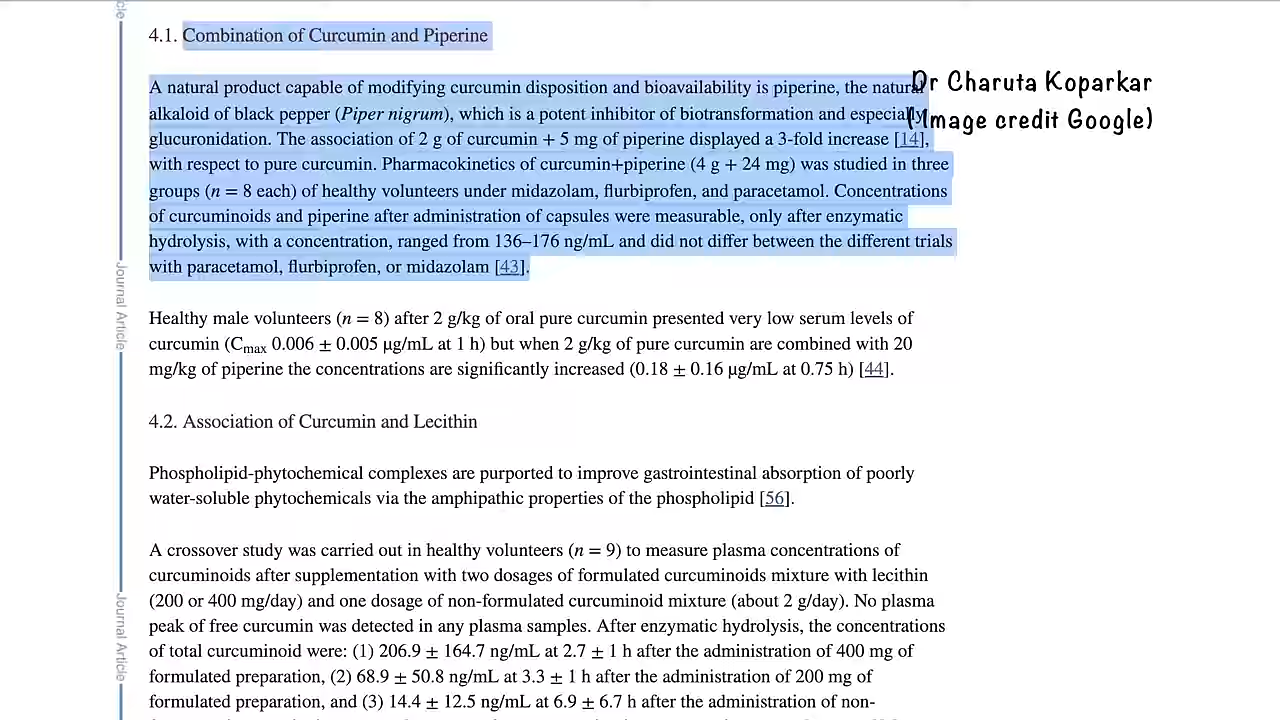 4.1. Combination of Curcumin and Piperine
A natural product capable of modifying curcumin disposition and bioavailability is piperine, the natural
alkaloid of black pepper (Piper nigrum), which is a potent inhibitor of biotransformation and especially
glucuronidation. The association of 2 g of curcumin + 5 mg of piperine displayed a 3-fold increase [14],
with respect to pure curcumin. Pharmacokinetics of curcumin+piperine (4 g + 24 mg) was studied in three
groups (n = 8 each) of healthy volunteers under midazolam, flurbiprofen, and paracetamol. Concentrations
of curcuminoids and piperine after administration of capsules were measurable, only after enzymatic
hydrolysis, with a concentration, ranged from 136–176 ng/mL and did not differ between the different trials
with paracetamol, flurbiprofen, or midazolam [43].
Dr Charuta Koparkar
(Image credit Google)
Healthy male volunteers (n = 8) after 2 g/kg of oral pure curcumin presented very low serum levels of
curcumin (Cmax 0.006 ± 0.005 μg/mL at 1 h) but when 2 g/kg of pure curcumin are combined with 20
mg/kg of piperine the concentrations are significantly increased (0.18 ± 0.16 μg/mL at 0.75 h) [44].
4.2. Association of Curcumin and Lecithin
Phospholipid-phytochemical complexes are purported to improve gastrointestinal absorption of poorly
water-soluble phytochemicals via the amphipathic properties of the phospholipid [56].
A crossover study was carried out in healthy volunteers (n = 9) to measure plasma concentrations of
curcuminoids after supplementation with two dosages of formulated curcuminoids mixture with lecithin
(200 or 400 mg/day) and one dosage of non-formulated curcuminoid mixture (about 2 g/day). No plasma
peak of free curcumin was detected in any plasma samples. After enzymatic hydrolysis, the concentrations
of total curcuminoid were: (1) 206.9 ± 164.7 ng/mL at 2.7 ± 1 h after the administration of 400 mg of
formulated preparation, (2) 68.9 ± 50.8 ng/mL at 3.3 ± 1 h after the administration of 200 mg of
formulated preparation, and (3) 14.4 ± 12.5 ng/mL at 6.9 ± 6.7 h after the administration of non-
cle
Journal Article
Journal Article